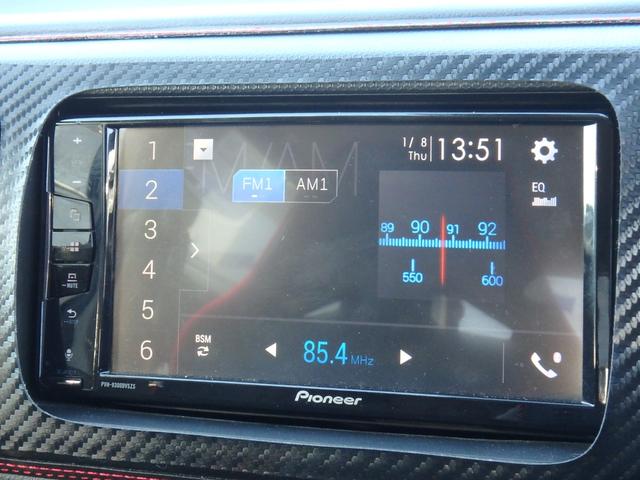 1
2
3
4
5
6
M/AM
FM1 AM1
1/ 8
Thu
13:51
EQ
89 90 91 92
550 600
BSM
85.4 MHz
MUTE
Pioneer